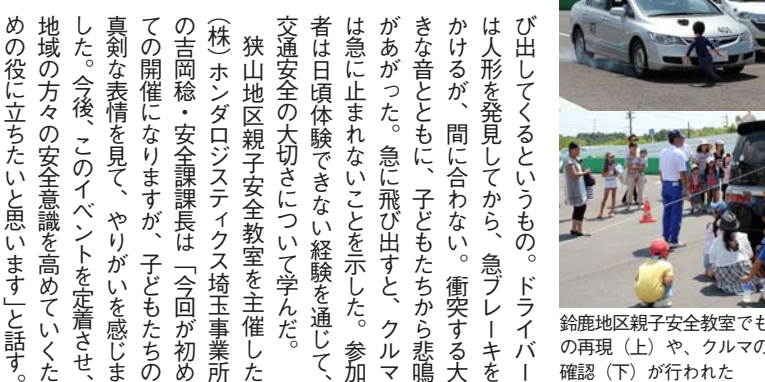 び出してくるというもの。ドライバー
は人形を発見してから、急ブレーキを
かけるが、間に合わない。衝突する大
きな音とともに、子どもたちから悲鳴
があがった。急に飛び出すと、クルマ
は急に止まれないことを示した。参加
者は日頃体験できない経験を通じて、
交通安全の大切さについて学んだ。
狭山地区親子安全教室を主催した
（株）ホンダロジスティクス埼玉事業所
の吉岡稔・安全課課長は「今回が初め
ての開催になりますが、子どもたちの
真剣な表情を見て、やりがいを感じま
した。今後、このイベントを定着させ、
地域の方々の安全意識を高めていくた
めの役に立ちたいと思います」と話す。
鈴鹿地区親子安全教室でも
の再現（上）や、クルマの
確認（下）が行われた